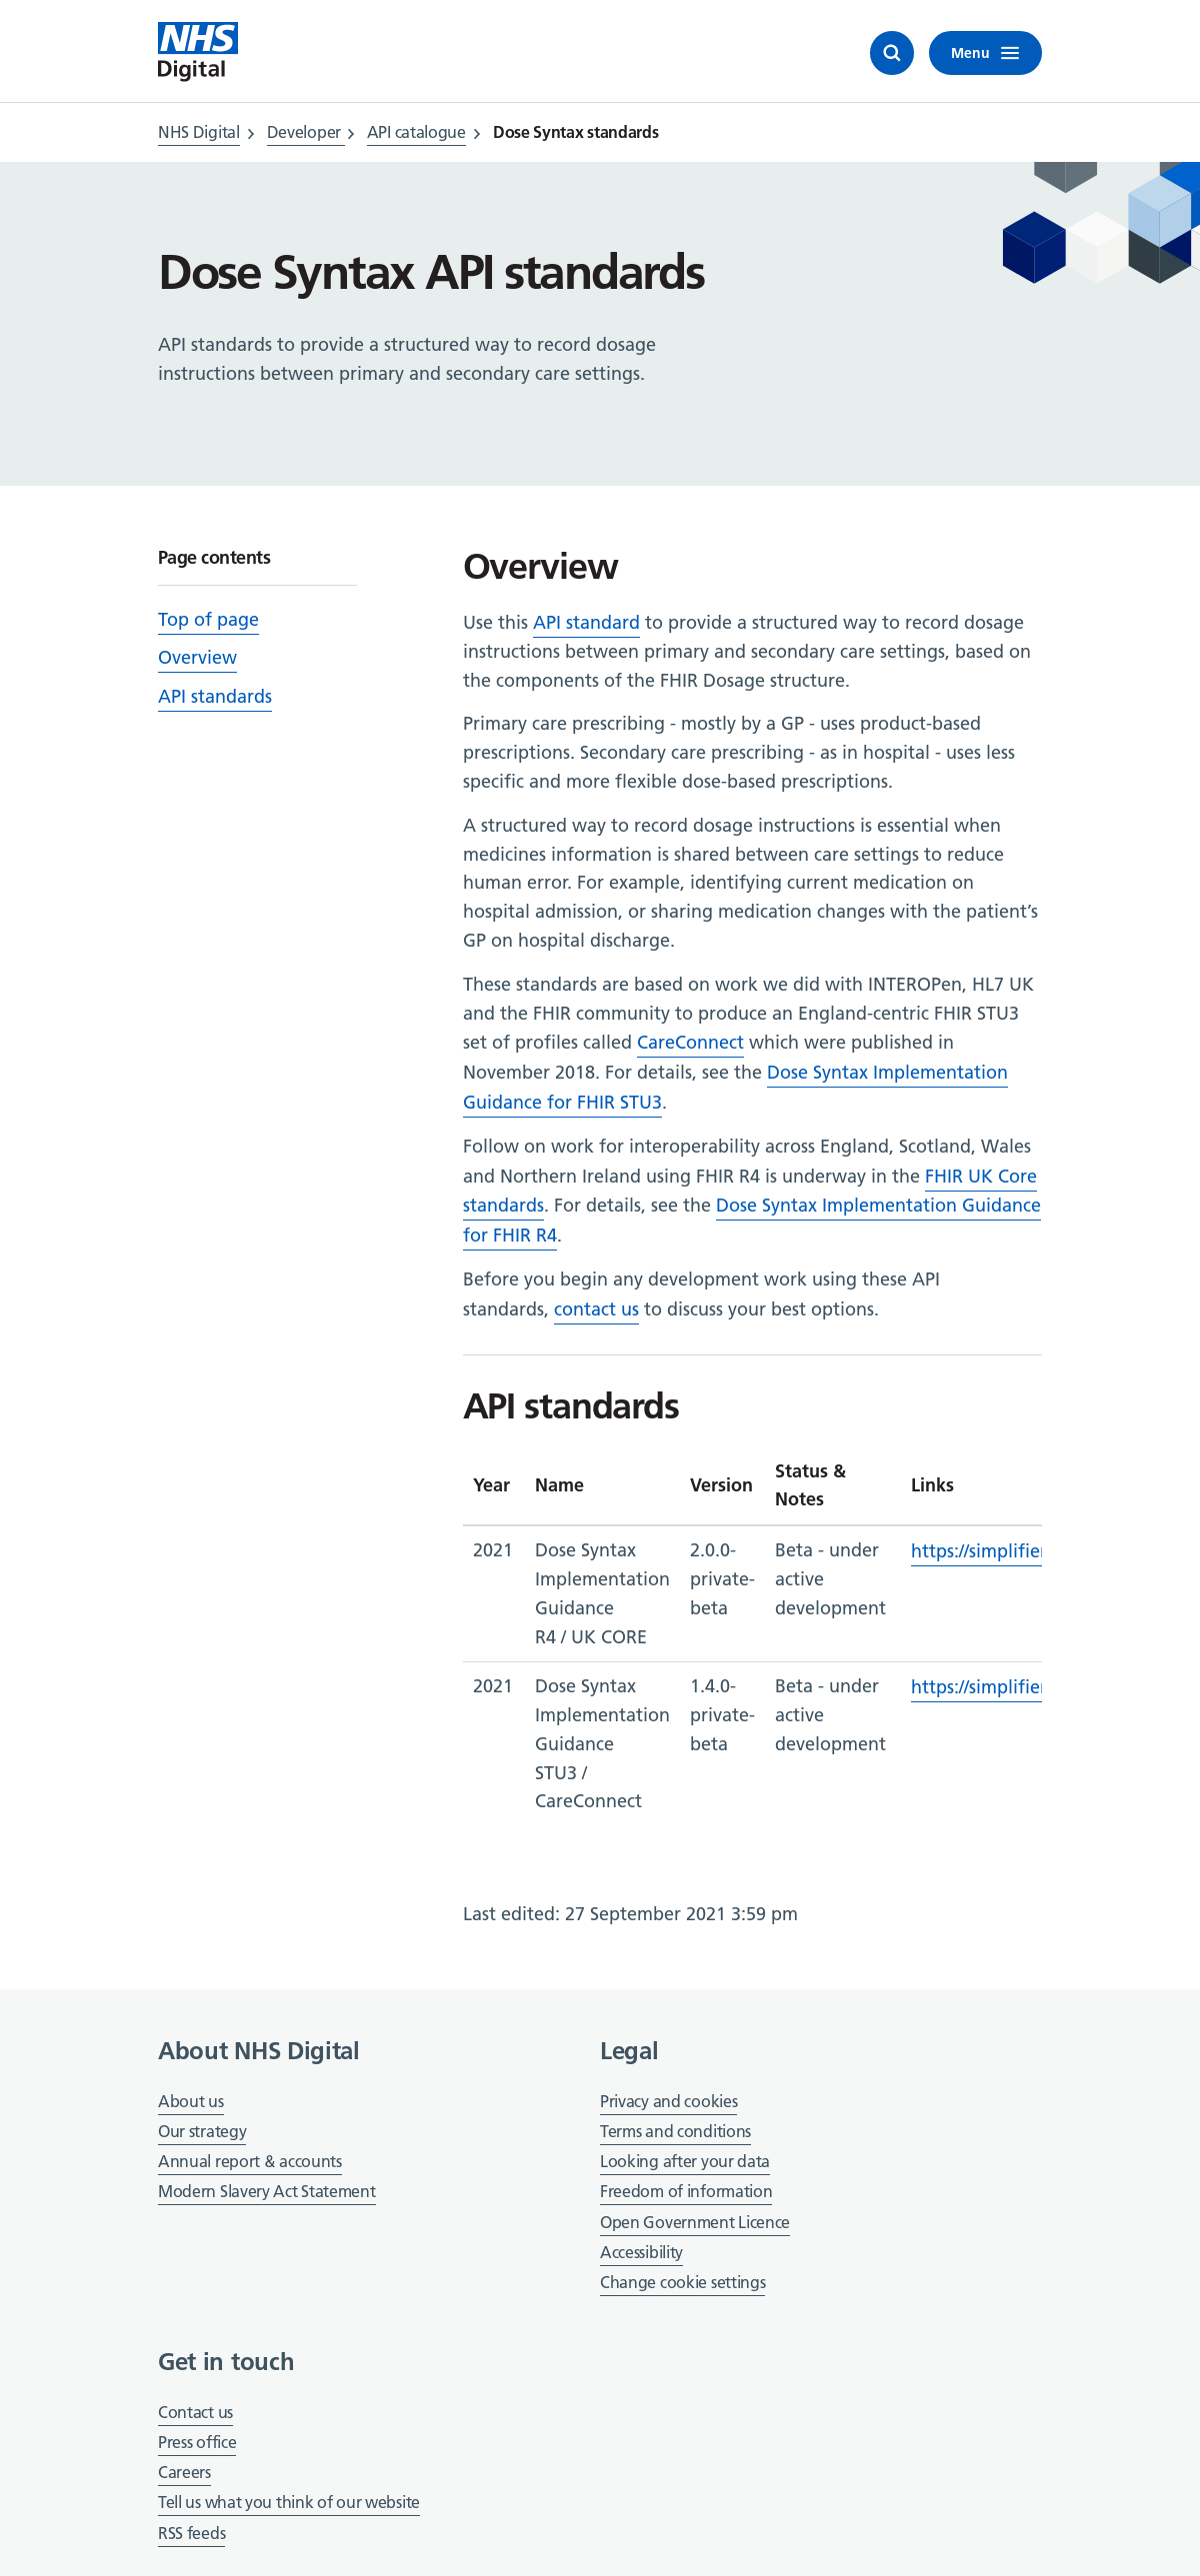 NHS
Digital
Menu
NHS Digital > Developer > API catalogue > Dose Syntax standards
Dose Syntax API standards
API standards to provide a structured way to record dosage
instructions between primary and secondary care settings.
Page contents
Top of page
Overview
API standards
Overview
Use this API standard to provide a structured way to record dosage
instructions between primary and secondary care settings, based on
the components of the FHIR Dosage structure.
Primary care prescribing - mostly by a GP - uses product-based
prescriptions. Secondary care prescribing - as in hospital - uses less
specific and more flexible dose-based prescriptions.
A structured way to record dosage instructions is essential when
medicines information is shared between care settings to reduce
human error. For example, identifying current medication on
hospital admission, or sharing medication changes with the patient’s
GP on hospital discharge.
These standards are based on work we did with INTEROPen, HL7 UK
and the FHIR community to produce an England-centric FHIR STU3
set of profiles called CareConnect which were published in
November 2018. For details, see the Dose Syntax Implementation
Guidance for FHIR STU3.
Follow on work for interoperability across England, Scotland, Wales
and Northern Ireland using FHIR R4 is underway in the FHIR UK Core
standards. For details, see the Dose Syntax Implementation Guidance
for FHIR R4.
Before you begin any development work using these API
standards, contact us to discuss your best options.
API standards
Year Name Version Status & Notes Links
2021 Dose Syntax 2.0.0- Beta - under https://simplifier
Implementation private- active
Guidance beta development
R4 / UK CORE
2021 Dose Syntax 1.4.0- Beta - under https://simplifier
Implementation private- active
Guidance beta development
STU3 /
CareConnect
Last edited: 27 September 2021 3:59 pm
About NHS Digital
About us
Our strategy
Annual report & accounts
Modern Slavery Act Statement
Legal
Privacy and cookies
Terms and conditions
Looking after your data
Freedom of information
Open Government Licence
Accessibility
Change cookie settings
Get in touch
Contact us
Press office
Careers
Tell us what you think of our website
RSS feeds